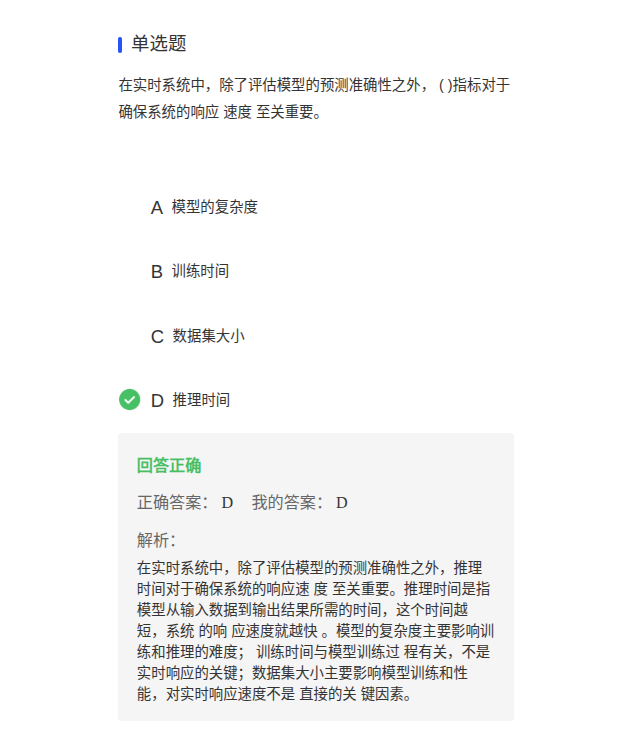 单选题
在实时系统中，除了评估模型的预测准确性之外， ( )指标对于
确保系统的响应 速度 至关重要。
A 模型的复杂度
B 训练时间
C 数据集大小
D 推理时间
回答正确
正确答案： D 我的答案： D
解析：
在实时系统中，除了评估模型的预测准确性之外，推理
时间对于确保系统的响应速 度 至关重要。推理时间是指
模型从输入数据到输出结果所需的时间，这个时间越
短，系统 的响 应速度就越快 。模型的复杂度主要影响训
练和推理的难度； 训练时间与模型训练过 程有关，不是
实时响应的关键；数据集大小主要影响模型训练和性
能，对实时响应速度不是 直接的关 键因素。